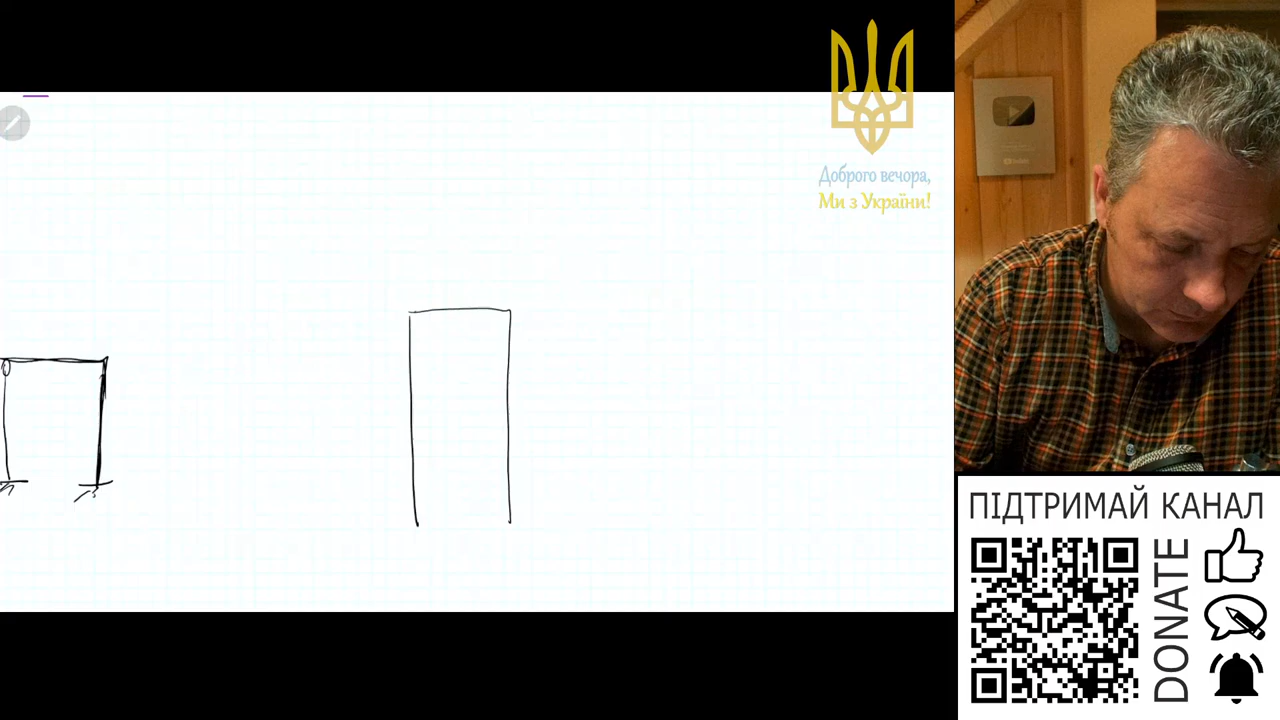 Доброго вечора,
Ми з України!
ПІДТРИМАЙ КАНАЛ
DONATE